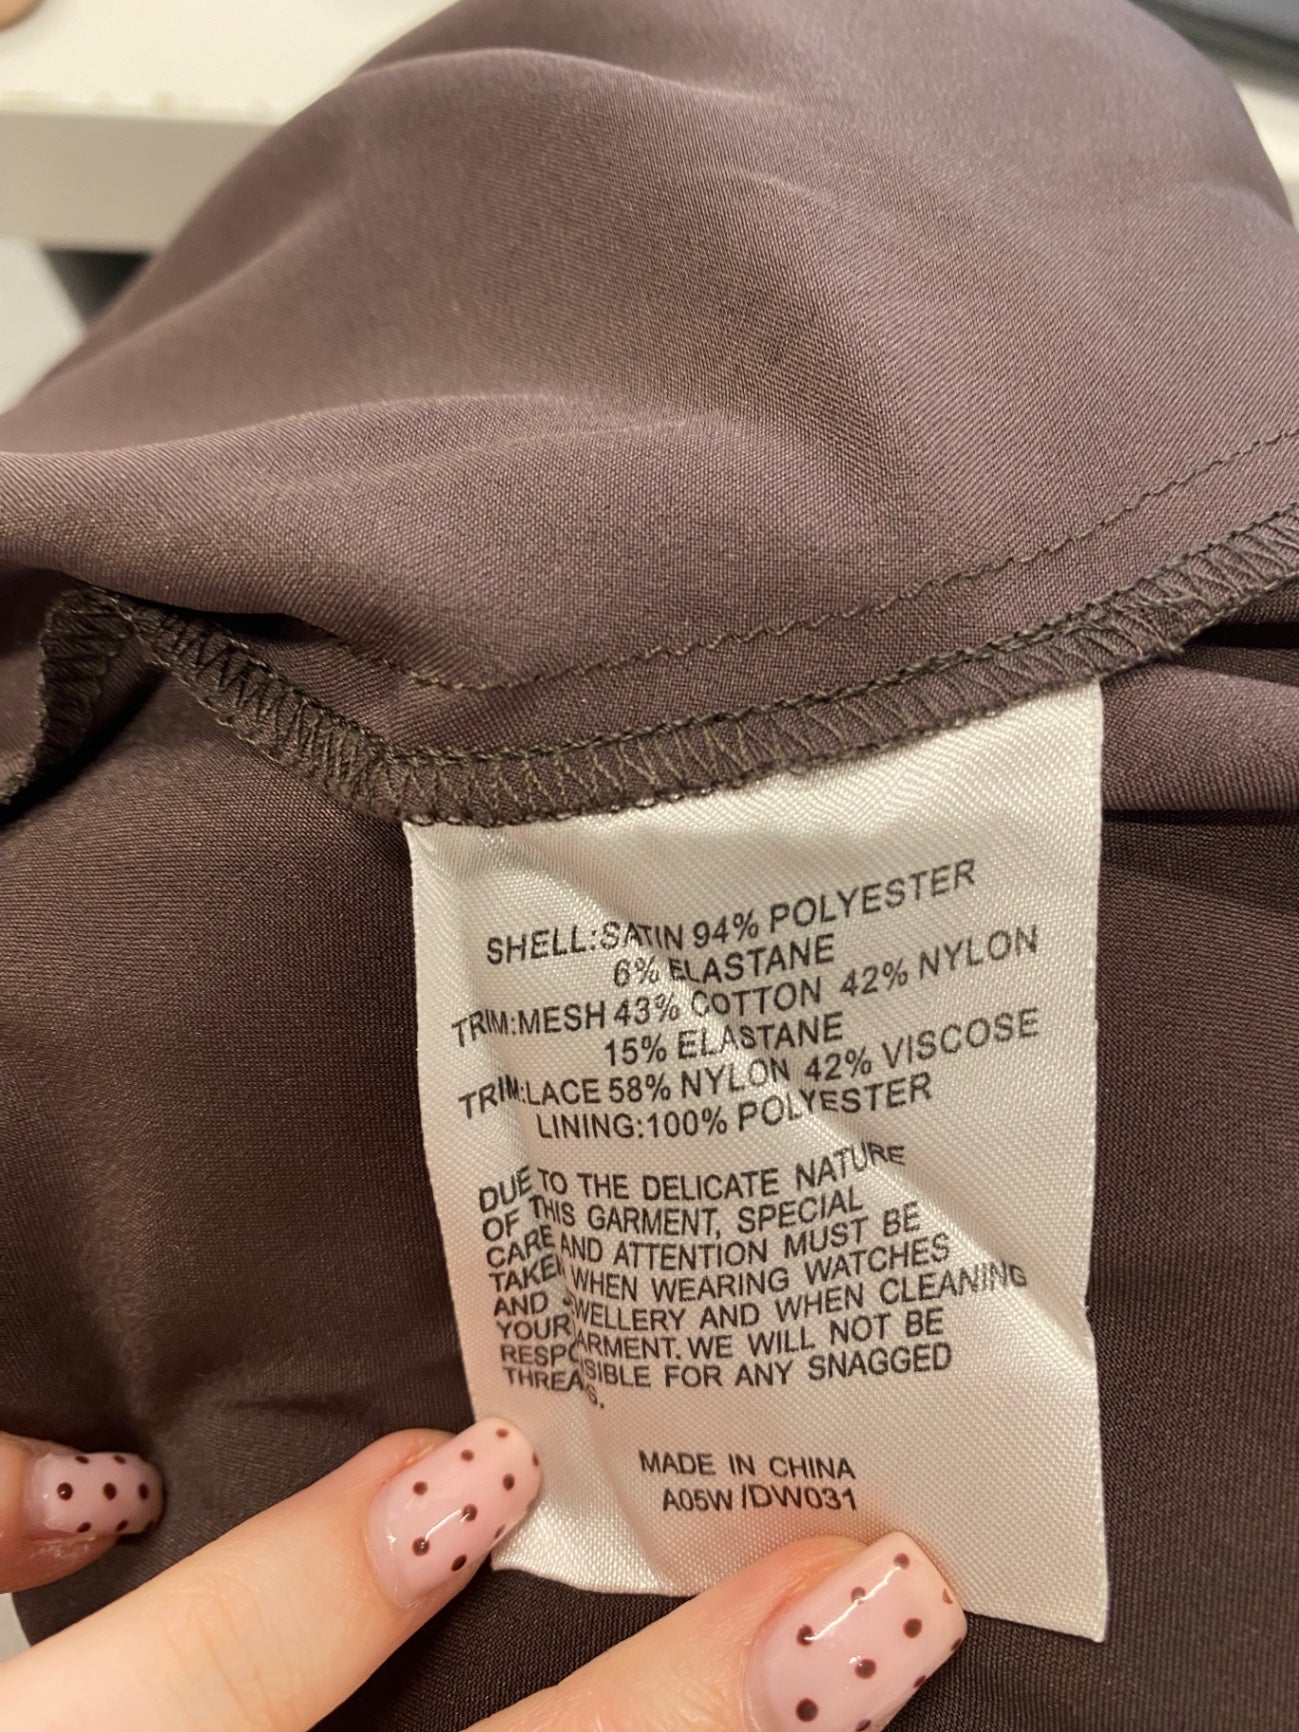 SHELL:SATIN 94% POLYESTER
6% ELASTANE
TRIM:MESH 43% COTTON 42% NYLON
15% ELASTANE
TRIM:LACE 58% NYLON 42% VISCOSE
LINING:100% POLYESTER
DUE TO THE DELICATE NATURE
OF THIS GARMENT, SPECIAL
CARE AND ATTENTION MUST BE
TAKEN WHEN WEARING WATCHES
AND JEWELLERY AND WHEN CLEANING
YOUR GARMENT. WE WILL NOT BE
RESPONSIBLE FOR ANY SNAGGED
THREADS.
MADE IN CHINA
A05W /DW031